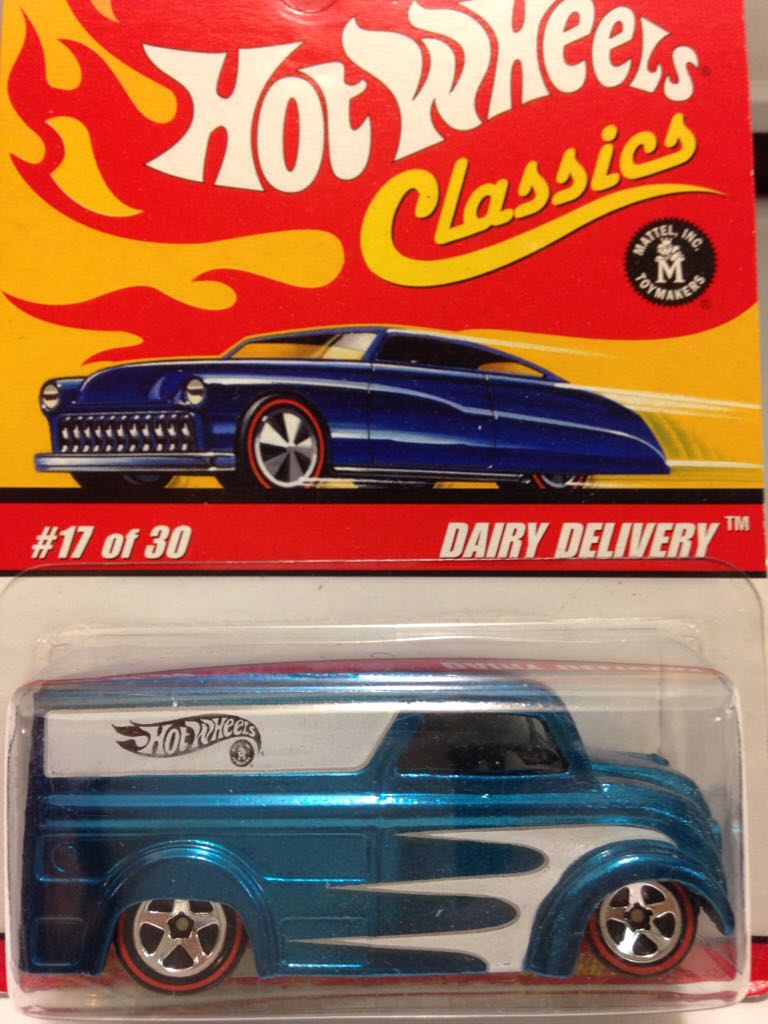 Hot Wheels®
Classics
MATTEL, INC.
M
TOYMAKERS®
#17 of 30
DAIRY DELIVERY™
Hot Wheels
M